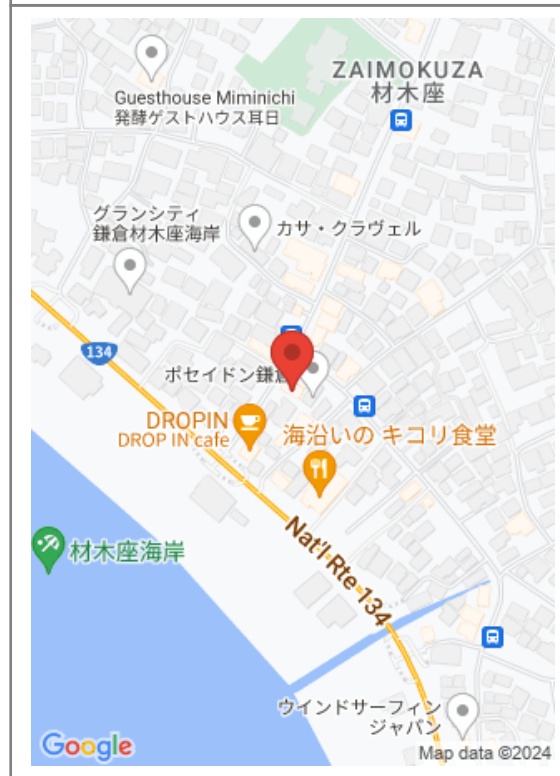 ZAIMOKUZA
材木座
Guesthouse Miminichi
発酵ゲストハウス耳日
グランシティ
鎌倉材木座海岸
カサ・クラヴェル
134
ポセイドン鎌倉
DROPIN
DROP IN cafe
海沿いの キコリ食堂
Nat'l Rte 134
材木座海岸
ウインドサーフィン
ジャパン
Google
Map data ©2024